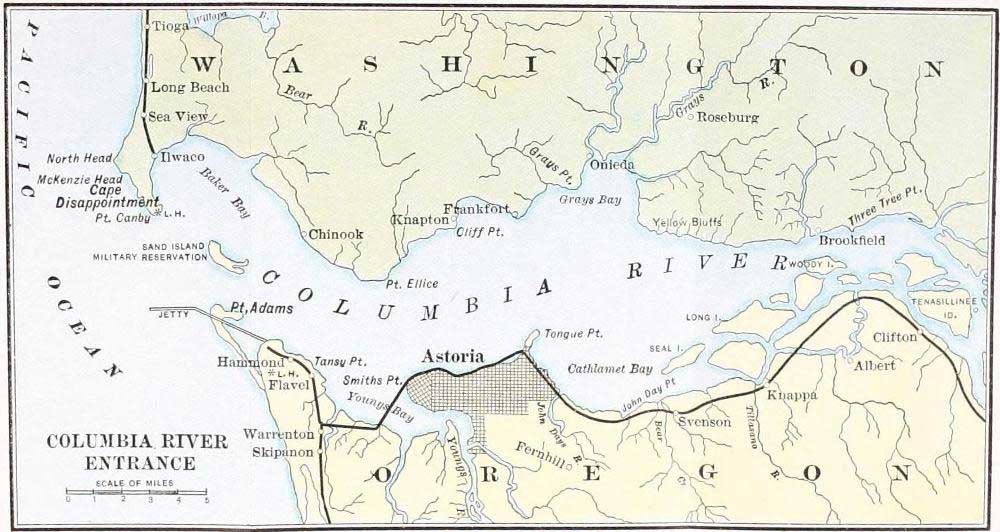 PACIFIC
OCEAN
WASHINGTON
Willapa B.
Tioga
Long Beach
Sea View
Ilwaco
North Head
McKenzie Head
Cape
Disappointment
Pt. Canby
L.H.
Baker Bay
Bear R.
Grays R.
Roseburg
Onieda
Grays Pt.
Grays Bay
Frankfort
Knapton
Cliff Pt.
Chinook
Pt. Ellice
Yellow Bluffs
Three Tree Pt.
Brookfield
SAND ISLAND
MILITARY RESERVATION
COLUMBIA RIVER
WOODY I.
TENASILLINEE
ID.
LONG I.
SEAL I.
JETTY
Pt. Adams
Hammond
L.H.
Flavel
Tansy Pt.
Smiths Pt.
Astoria
Tongue Pt.
Cathlamet Bay
John Day Pt
Clifton
Albert
Knappa
Svenson
Youngs Bay
Warrenton
Skipanon
Youngs R.
John Days R.
Fernhill
Bear C.
R.
OREGON
COLUMBIA RIVER
ENTRANCE
SCALE OF MILES
0 1 2 3 4 5